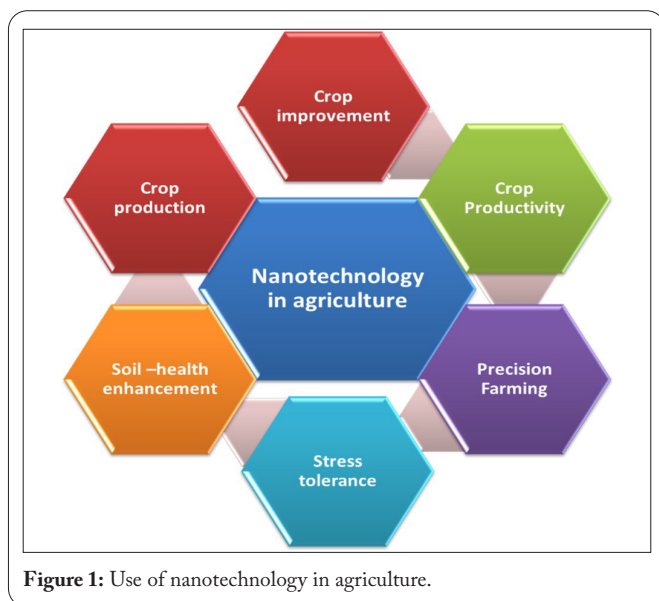 Crop
improvement
Crop
Productivity
Precision
Farming
Stress
tolerance
Soil –health
enhancement
Crop
production
Nanotechnology
in agriculture
Figure 1: Use of nanotechnology in agriculture.